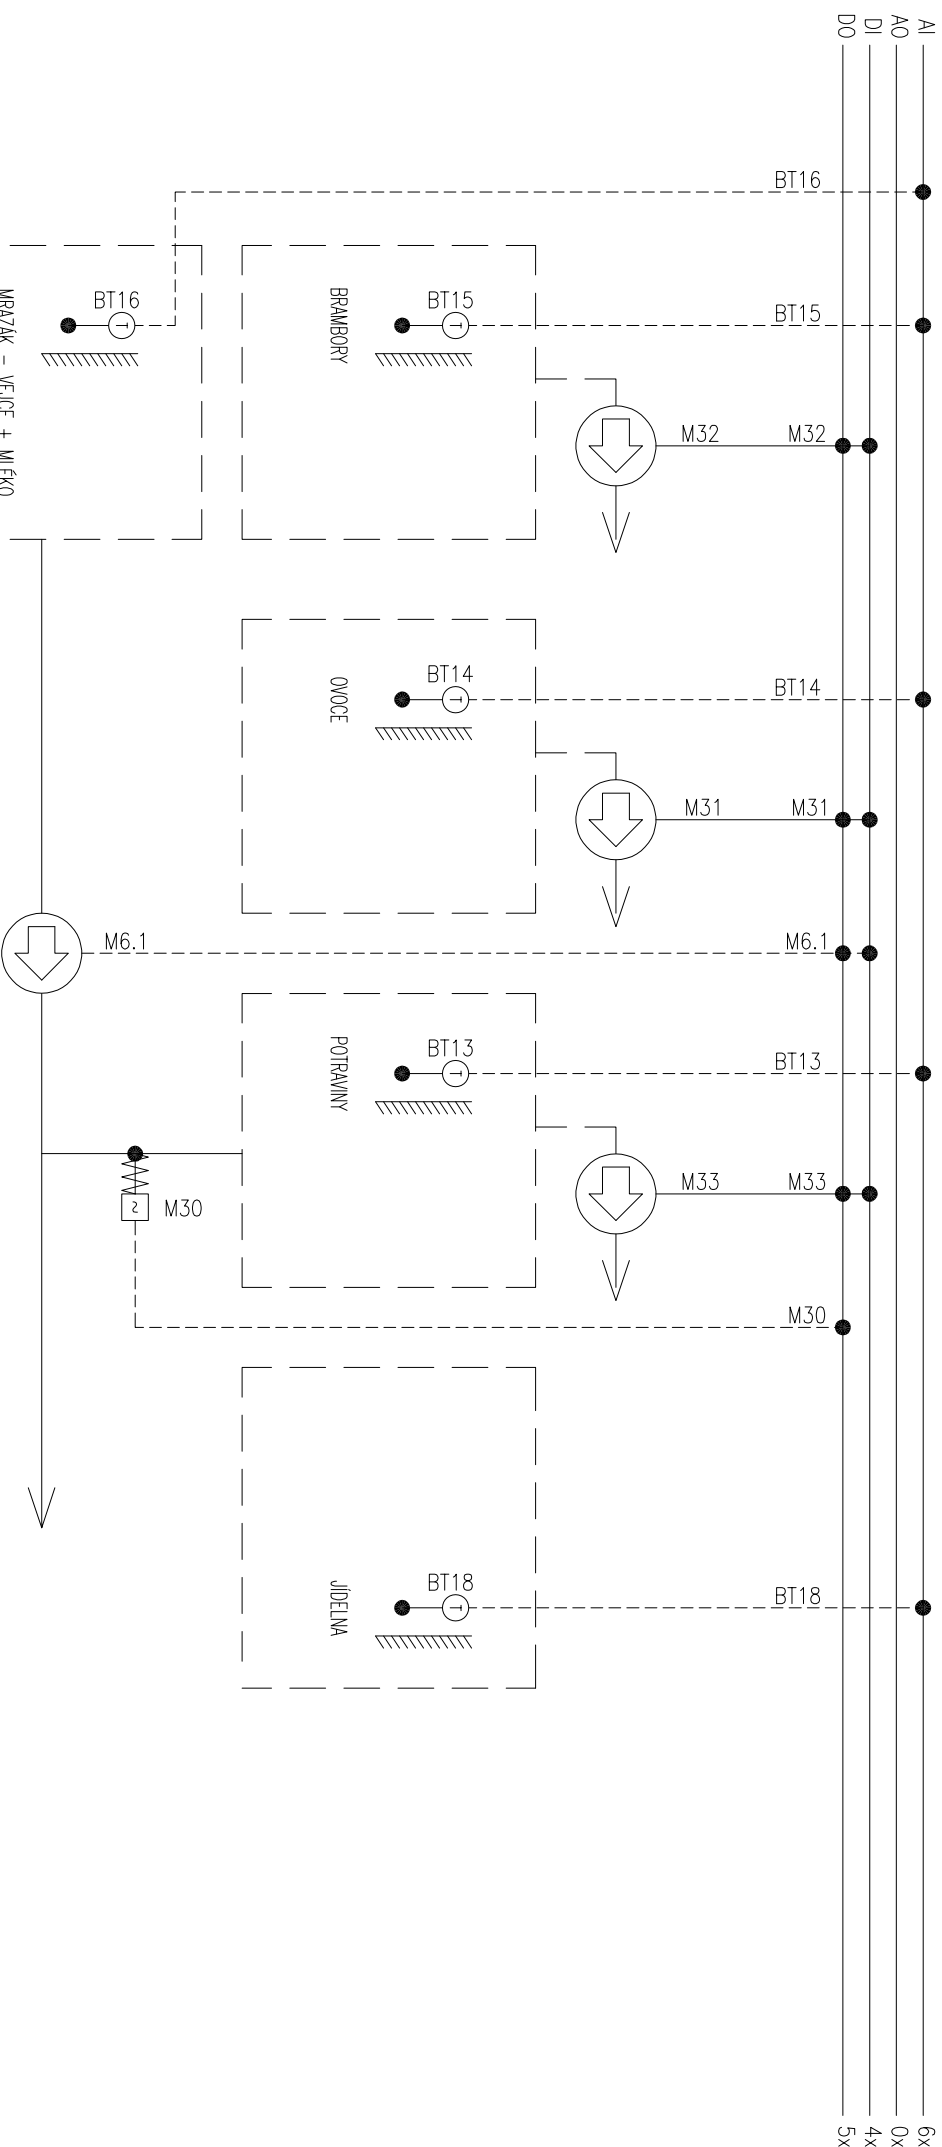 AI
AO
DI
DO
BT16
BT15
M32
M32
BT14
M31
M31
M6.1
M6.1
BT13
M33
M33
M30
M30
BT18
BT16
BT15
BT14
BT13
BT18
T
T
T
T
T
~
MRAZÁK - VEJCE + MLÉKO
BRAMBORY
OVOCE
POTRAVINY
JÍDELNA
6x
0x
4x
5x